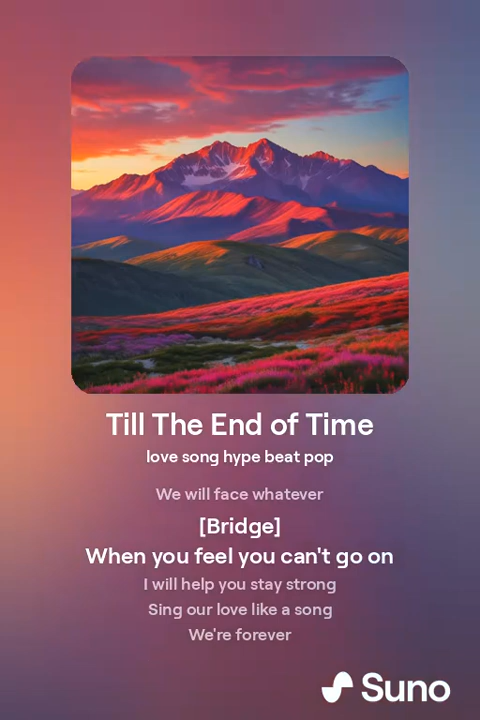 Till The End of Time
love song hype beat pop
We will face whatever
[Bridge]
When you feel you can't go on
I will help you stay strong
Sing our love like a song
We're forever
Suno